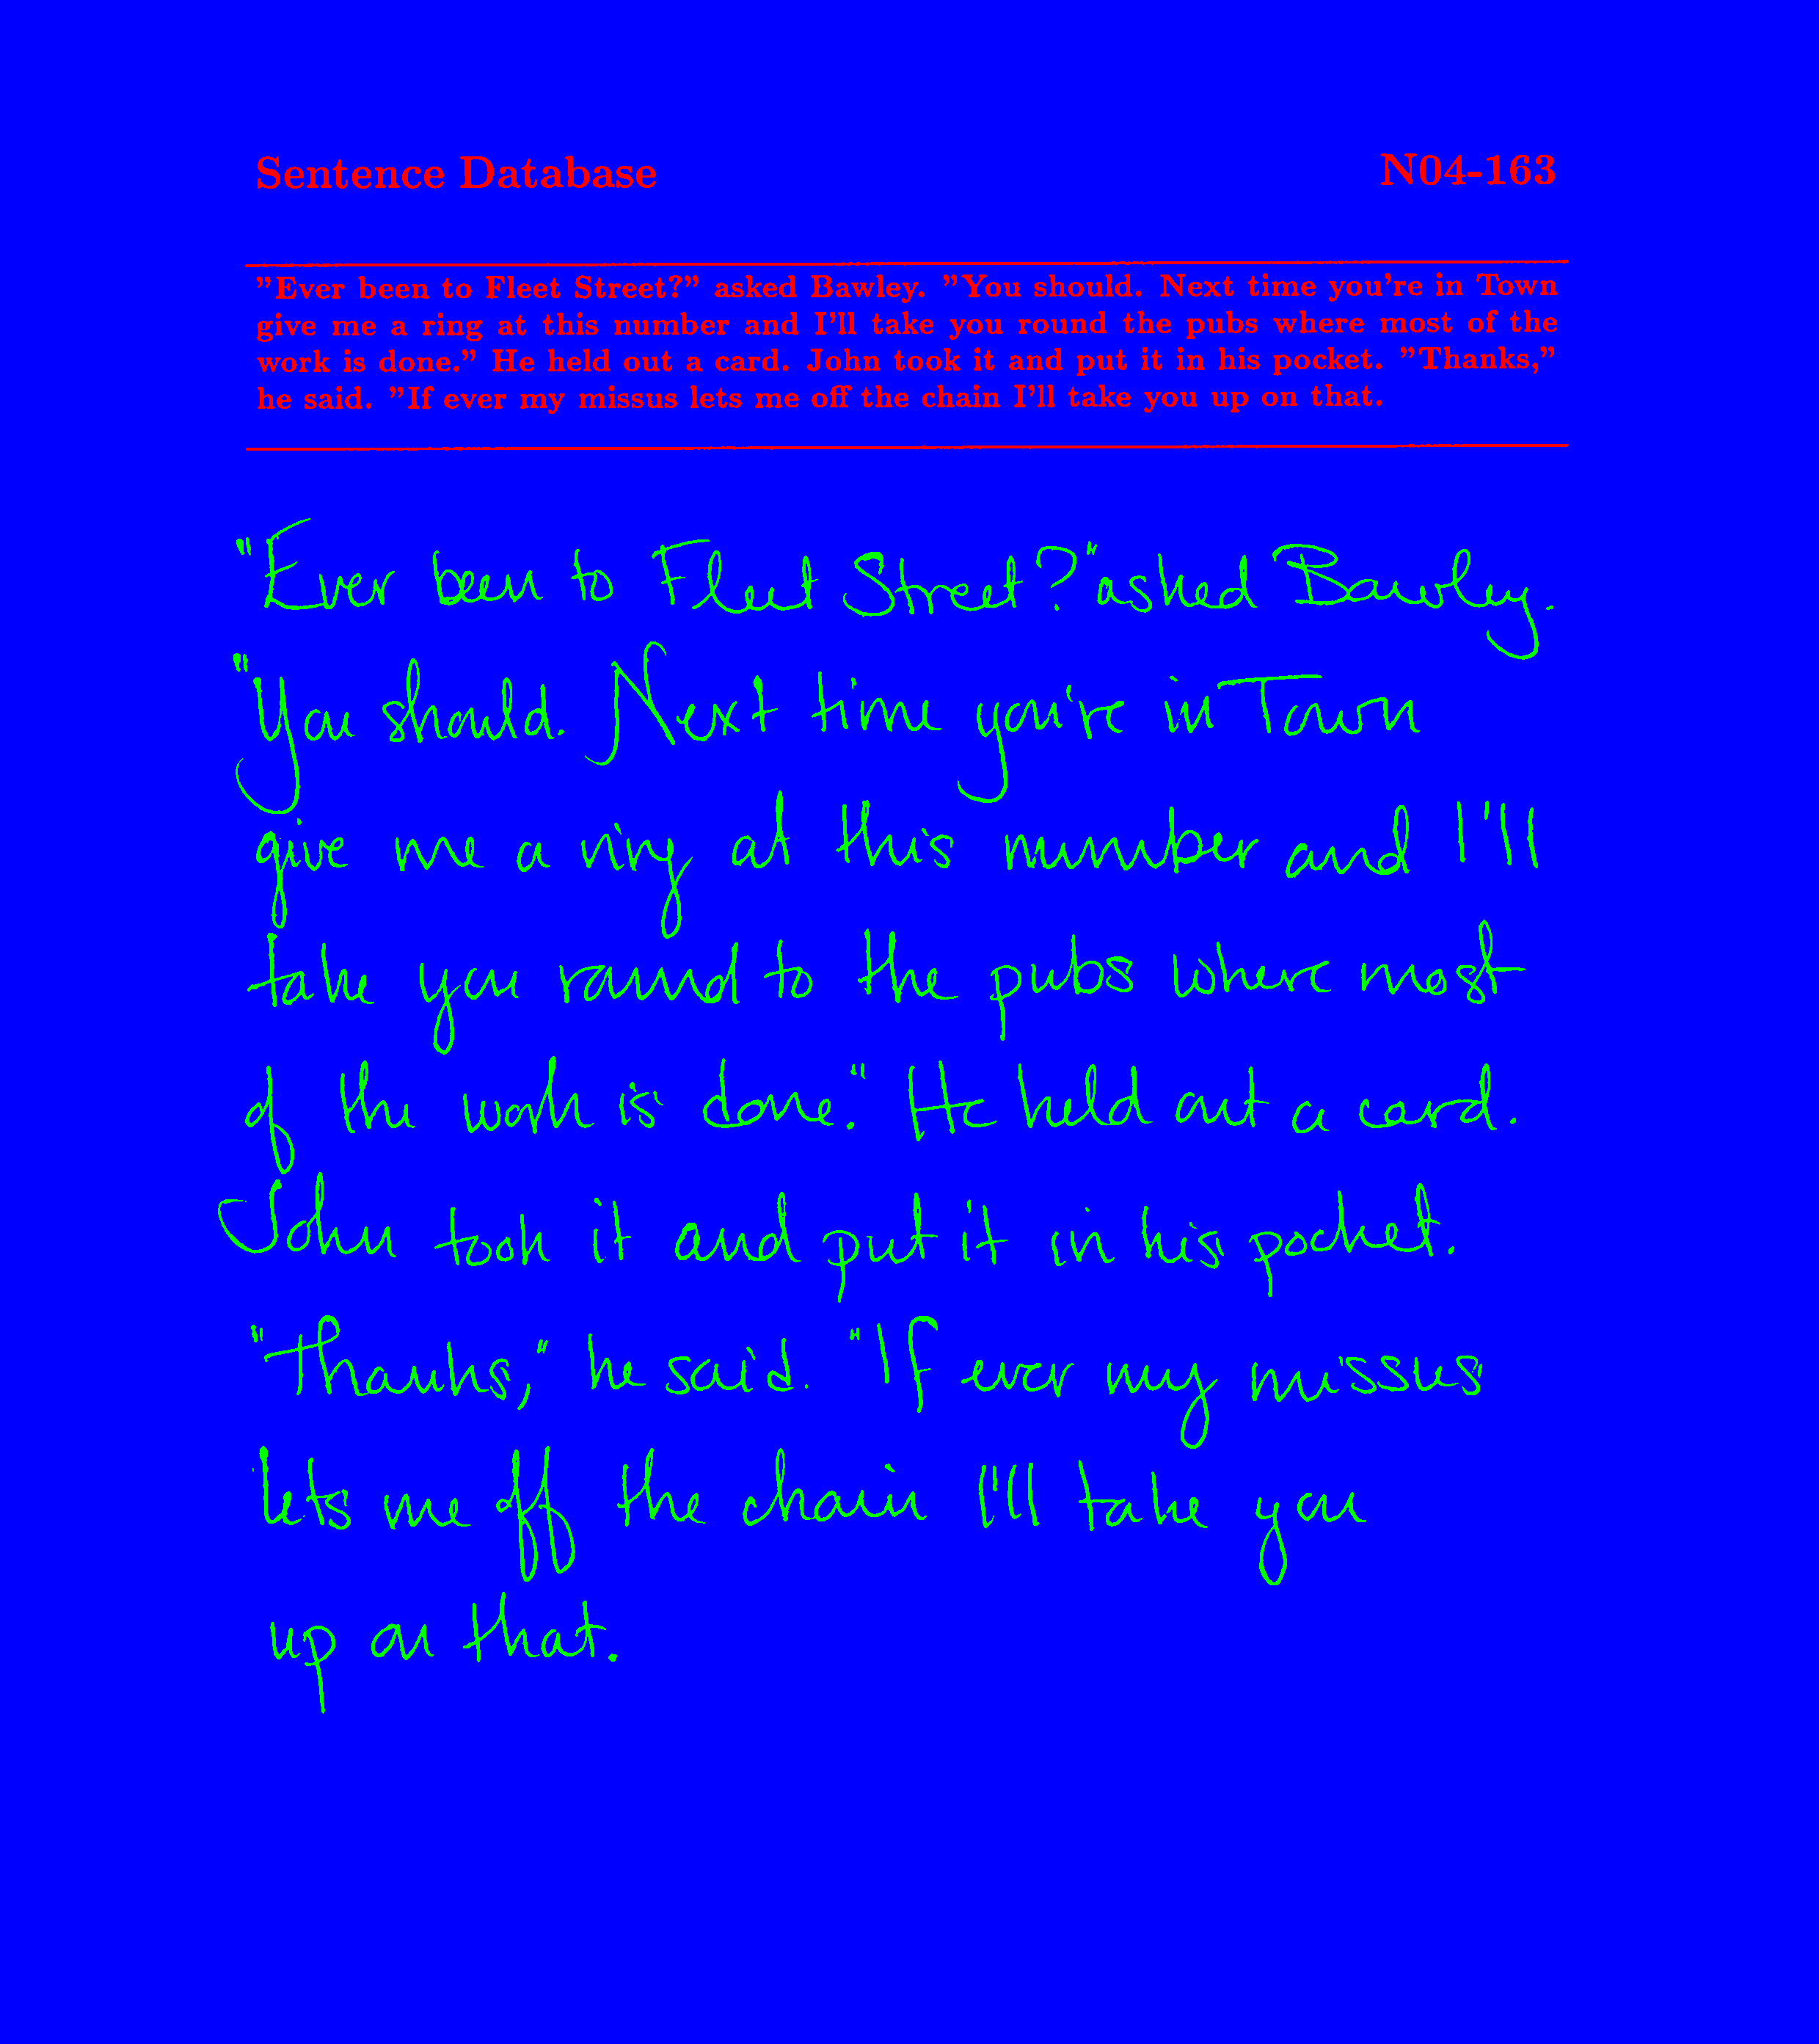 Sentence Database N04-163
"Ever been to Fleet Street?" asked Bawley. "You should. Next time you're in Town
give me a ring at this number and I'll take you round the pubs where most of the
work is done." He held out a card. John took it and put it in his pocket. "Thanks,"
he said. "If ever my missus lets me off the chain I'll take you up on that.
"Ever been to Fleet Street?" asked Bawley.
"You should. Next time you're in Town
give me a ring at this number and I'll
take you round to the pubs where most
of the work is done." He held out a card.
John took it and put it in his pocket.
"Thanks," he said. "If ever my missus
lets me off the chain I'll take you
up on that.